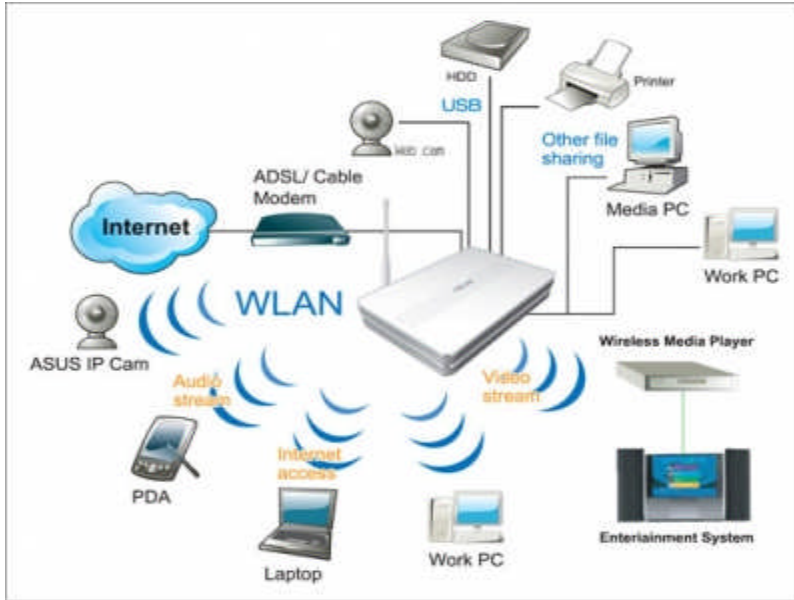 HDD
Printer
USB
Web cam
Other file
sharing
ADSL/ Cable
Modem
Media PC
Internet
Work PC
WLAN
Wireless Media Player
ASUS IP Cam
Audio
stream
Video
stream
Internet
access
PDA
Laptop
Work PC
Enteriainment System